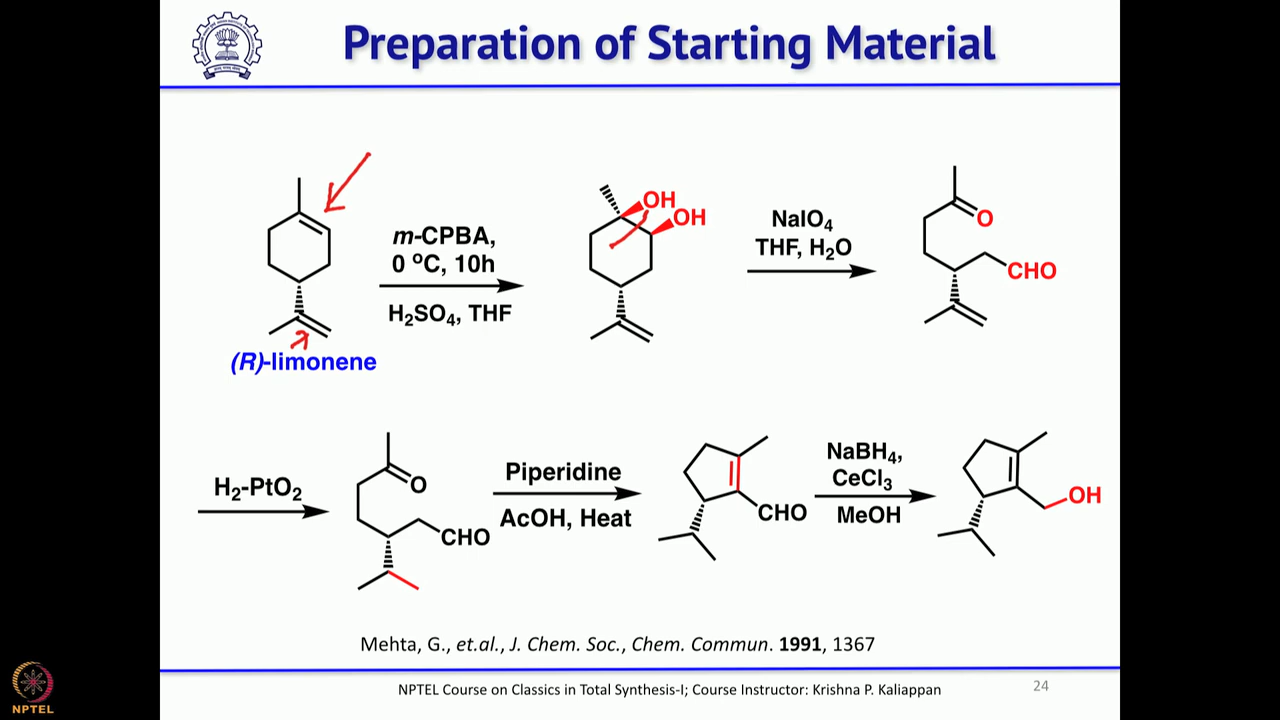 Preparation of Starting Material
m-CPBA,
0 ºC, 10h
H₂SO₄, THF
(R)-limonene
OH
OH
NaIO₄
THF, H₂O
O
CHO
H₂-PtO₂
O
CHO
Piperidine
AcOH, Heat
CHO
NaBH₄,
CeCl₃
MeOH
OH
Mehta, G., et.al., J. Chem. Soc., Chem. Commun. 1991, 1367
NPTEL Course on Classics in Total Synthesis-I; Course Instructor: Krishna P. Kaliappan
24
NPTEL